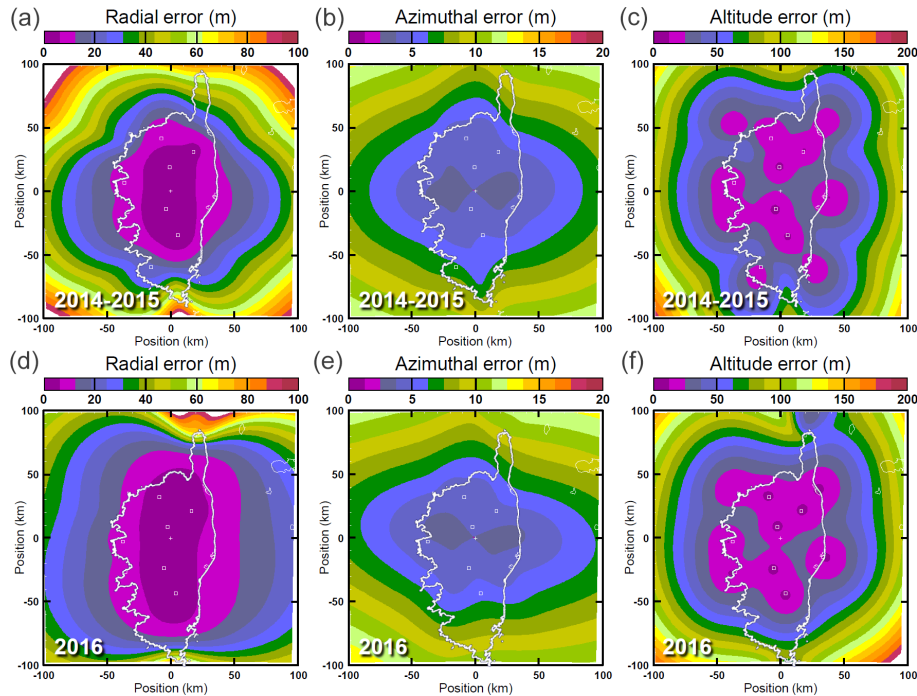 (a) Radial error (m) (b) Azimuthal error (m) (c) Altitude error (m)
0 20 40 60 80 100 0 5 10 15 20 0 50 100 150 200
100 100 100
50 50 50
0 0 0
-50 -50 -50
-100 -100 -100
Position (km) Position (km) Position (km)
2014-2015 2014-2015 2014-2015
-100 -50 0 50 100 -100 -50 0 50 100 -100 -50 0 50 100
Position (km) Position (km) Position (km)
(d) Radial error (m) (e) Azimuthal error (m) (f) Altitude error (m)
0 20 40 60 80 100 0 5 10 15 20 0 50 100 150 200
100 100 100
50 50 50
0 0 0
-50 -50 -50
-100 -100 -100
Position (km) Position (km) Position (km)
2016 2016 2016
-100 -50 0 50 100 -100 -50 0 50 100 -100 -50 0 50 100
Position (km) Position (km) Position (km)